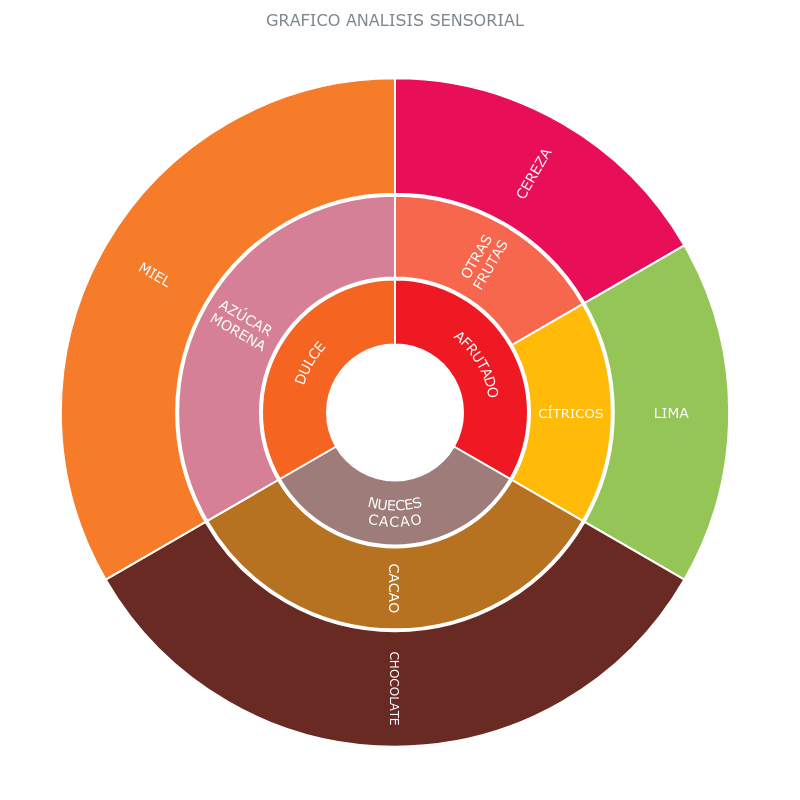 GRAFICO ANALISIS SENSORIAL
CEREZA
OTRAS
FRUTAS
AFRUTADO
CÍTRICOS
LIMA
NUECES
CACAO
CACAO
CHOCOLATE
DULCE
AZÚCAR
MORENA
MIEL